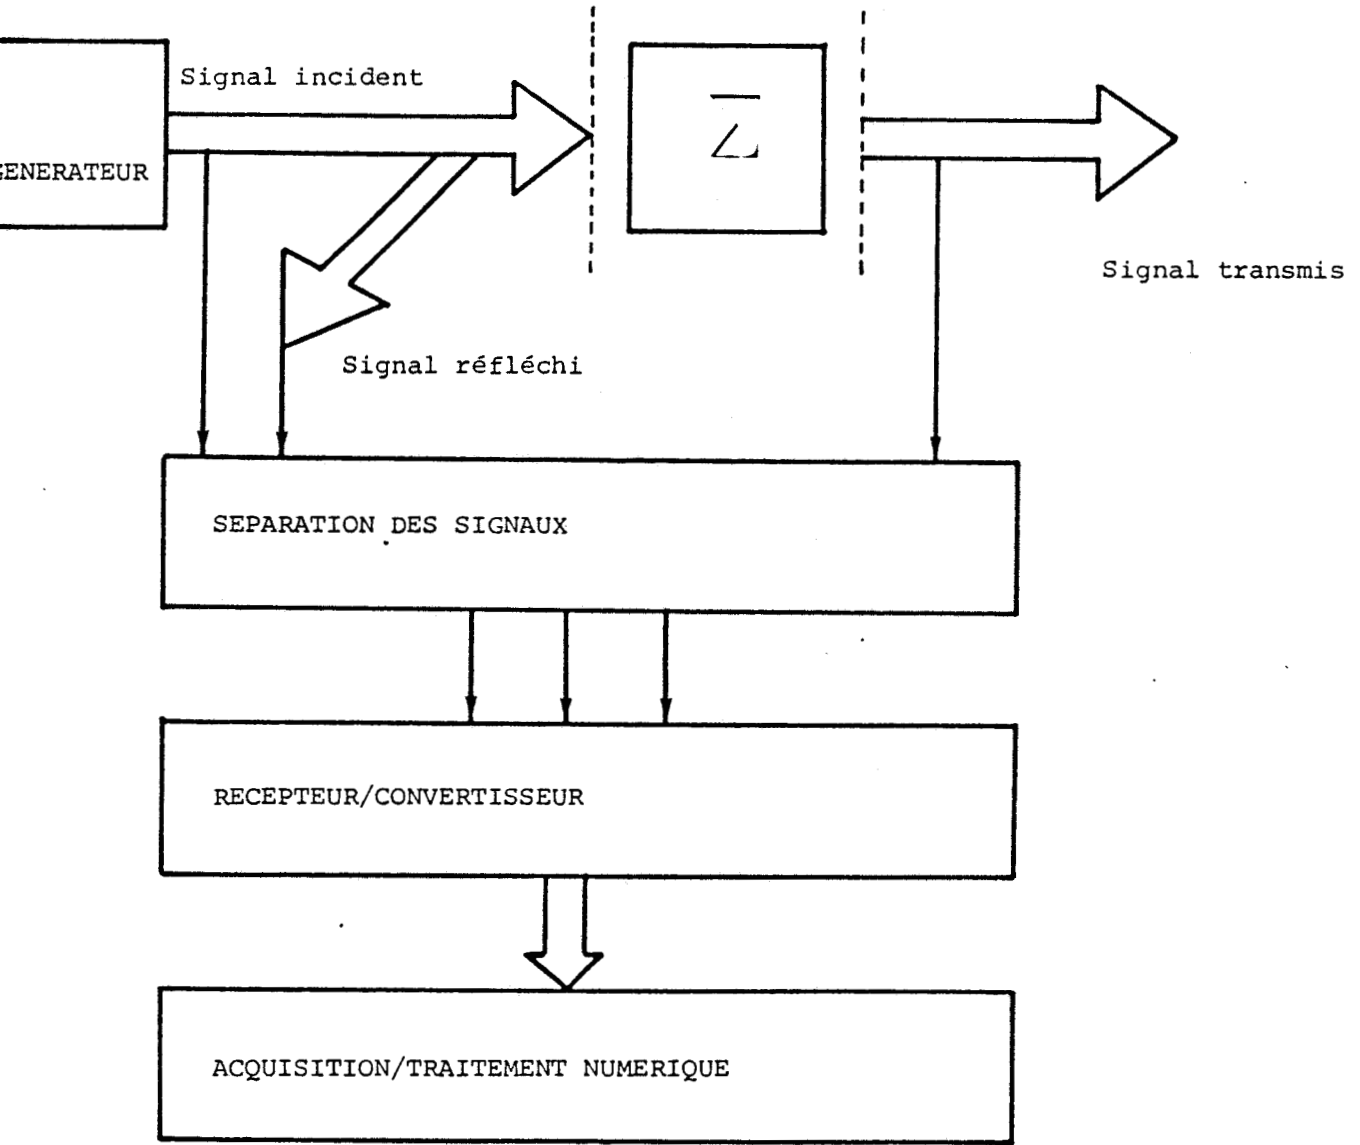 Signal incident
GENERATEUR
Z
Signal transmis
Signal réfléchi
SEPARATION DES SIGNAUX
RECEPTEUR/CONVERTISSEUR
ACQUISITION/TRAITEMENT NUMERIQUE